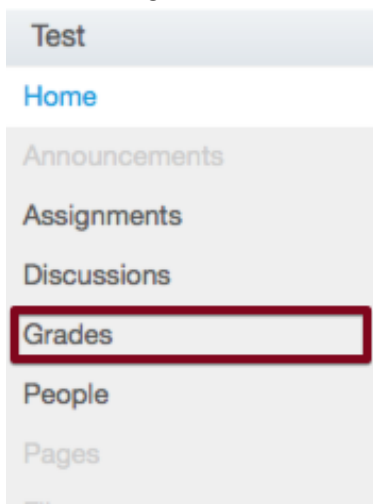 Test
Home
Announcements
Assignments
Discussions
Grades
People
Pages